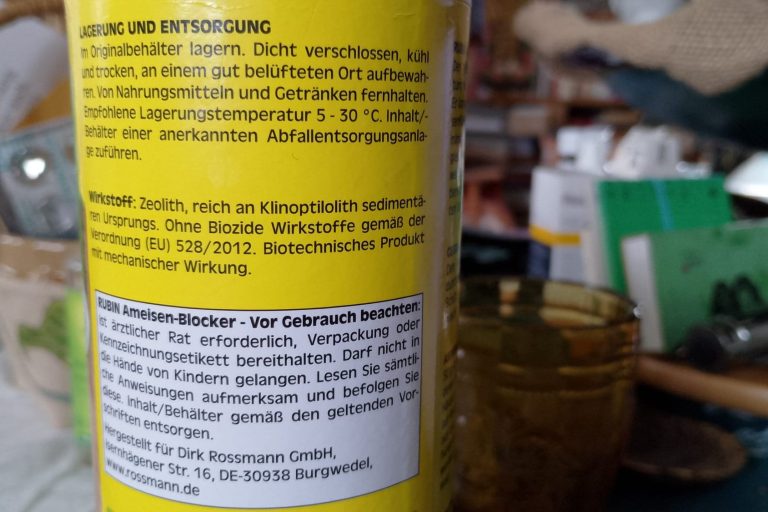 LAGERUNG UND ENTSORGUNG
Im Originalbehälter lagern. Dicht verschlossen, kühl
und trocken, an einem gut belüfteten Ort aufbewah-
ren. Von Nahrungsmitteln und Getränken fernhalten.
Empfohlene Lagerungstemperatur 5 - 30 °C. Inhalt/-
Behälter einer anerkannten Abfallentsorgungsanla-
ge zuführen.
Wirkstoff: Zeolith, reich an Klinoptilolith sedimentä-
ren Ursprungs. Ohne Biozide Wirkstoffe gemäß der
Verordnung (EU) 528/2012. Biotechnisches Produkt
mit mechanischer Wirkung.
RUBIN Ameisen-Blocker - Vor Gebrauch beachten:
Ist ärztlicher Rat erforderlich, Verpackung oder
Kennzeichnungsetikett bereithalten. Darf nicht in
die Hände von Kindern gelangen. Lesen Sie sämtli-
che Anweisungen aufmerksam und befolgen Sie
diese. Inhalt/Behälter gemäß den geltenden Vor-
schriften entsorgen.
Hergestellt für Dirk Rossmann GmbH,
Isernhägener Str. 16, DE-30938 Burgwedel,
www.rossmann.de